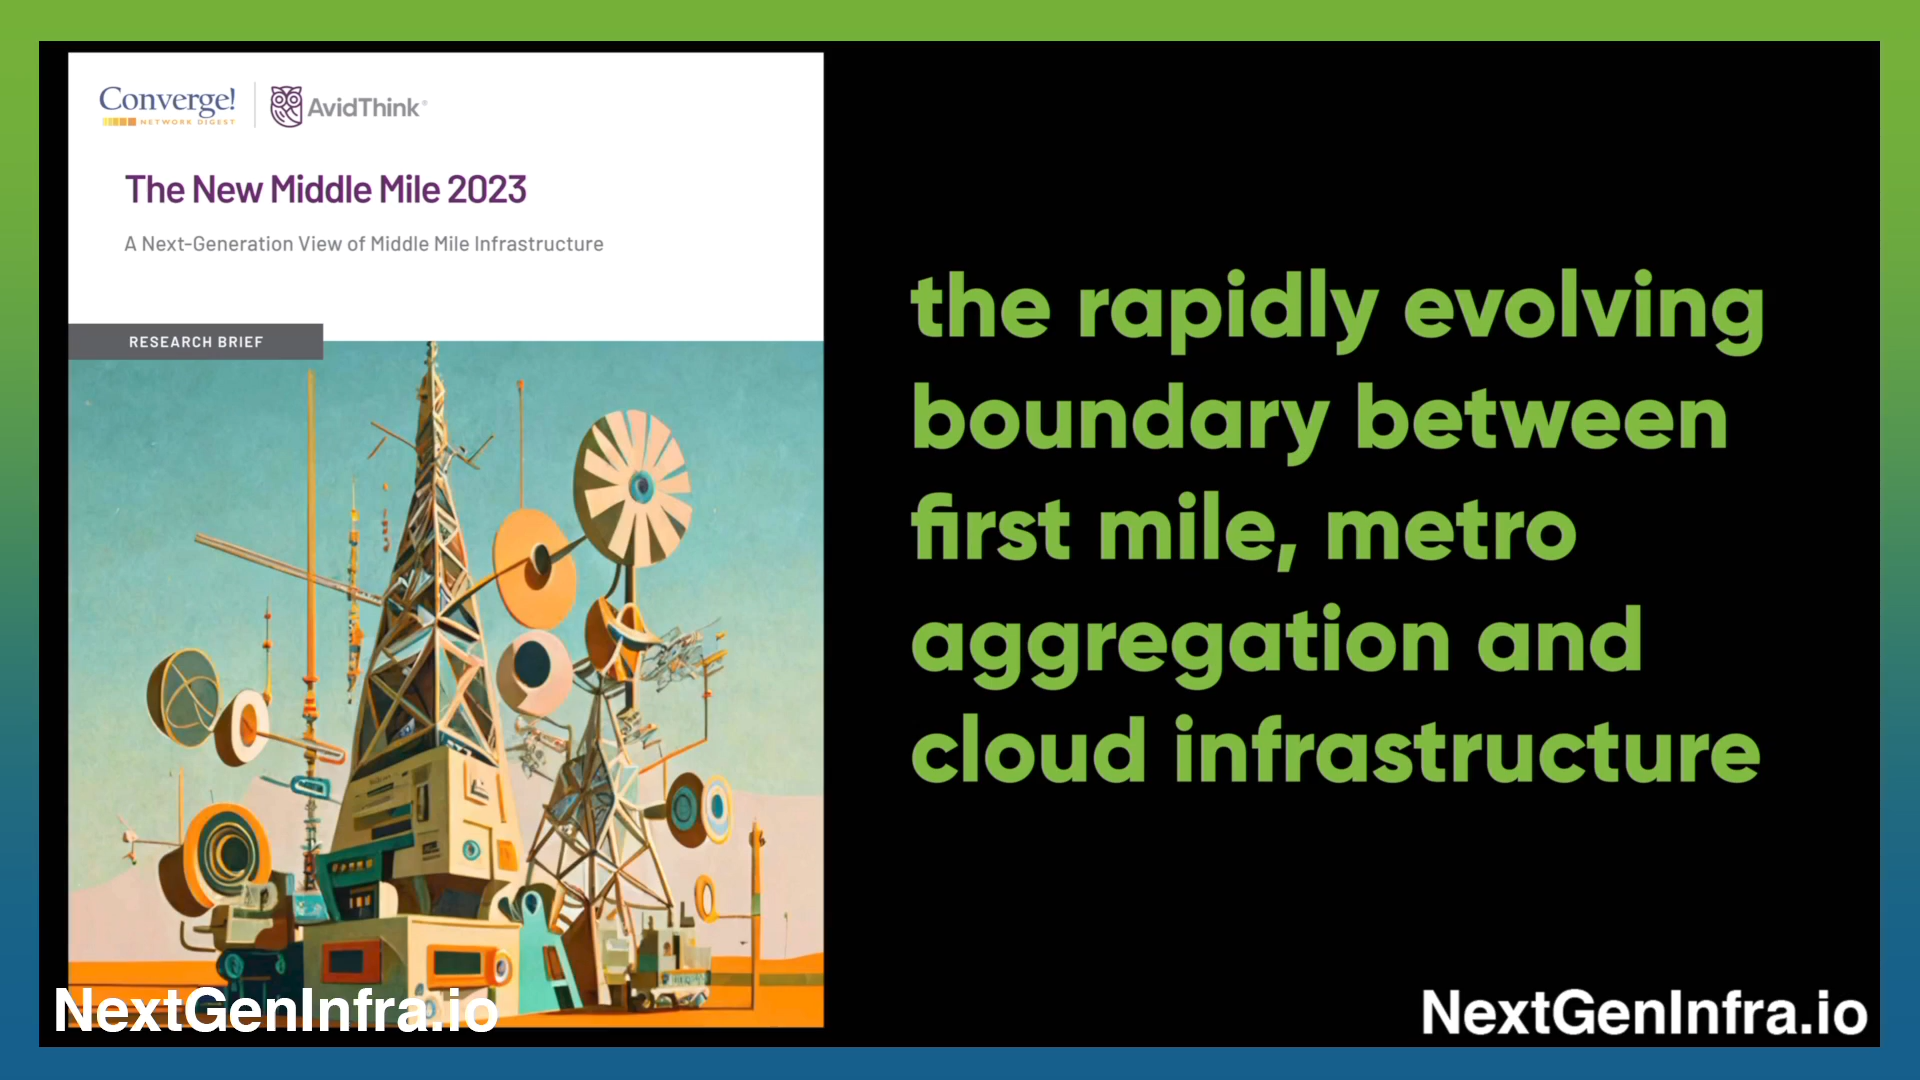 Converge!
NETWORK DIGEST
AvidThink®
The New Middle Mile 2023
A Next-Generation View of Middle Mile Infrastructure
RESEARCH BRIEF
the rapidly evolving
boundary between
first mile, metro
aggregation and
cloud infrastructure
NextGenInfra.io
NextGenInfra.io